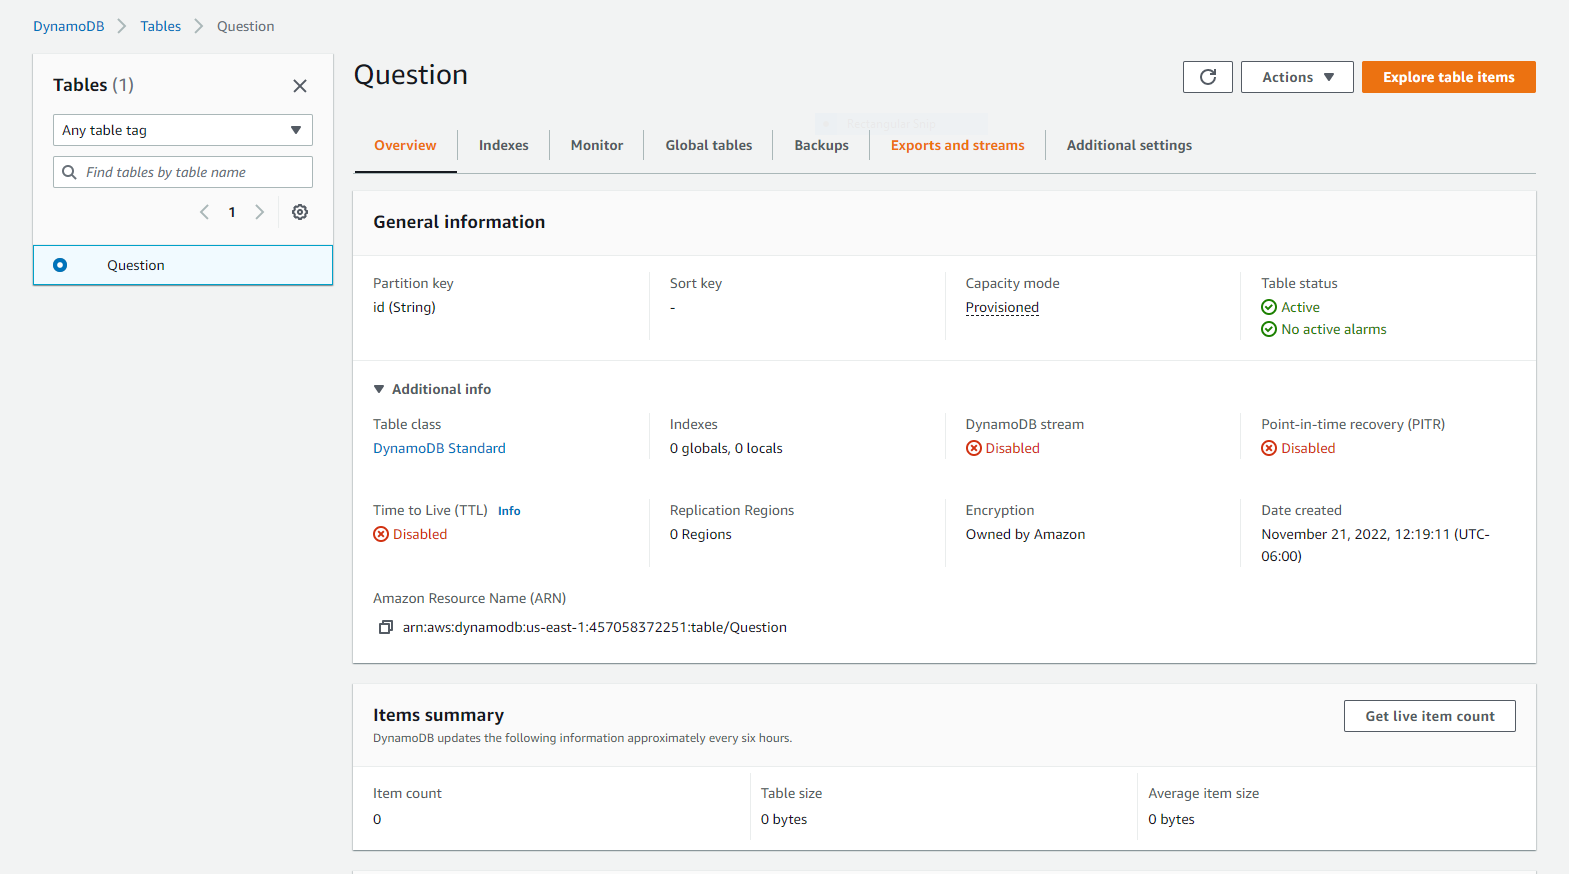 DynamoDB > Tables > Question
Tables (1)
Any table tag
Find tables by table name
1
Question
Question
Actions
Explore table items
Overview
Indexes
Monitor
Global tables
Backups
Exports and streams
Additional settings
General information
Partition key
id (String)
Sort key
-
Capacity mode
Provisioned
Table status
Active
No active alarms
Additional info
Table class
DynamoDB Standard
Indexes
0 globals, 0 locals
DynamoDB stream
Disabled
Point-in-time recovery (PITR)
Disabled
Time to Live (TTL) Info
Disabled
Replication Regions
0 Regions
Encryption
Owned by Amazon
Date created
November 21, 2022, 12:19:11 (UTC-
06:00)
Amazon Resource Name (ARN)
arn:aws:dynamodb:us-east-1:457058372251:table/Question
Items summary
DynamoDB updates the following information approximately every six hours.
Get live item count
Item count
0
Table size
0 bytes
Average item size
0 bytes